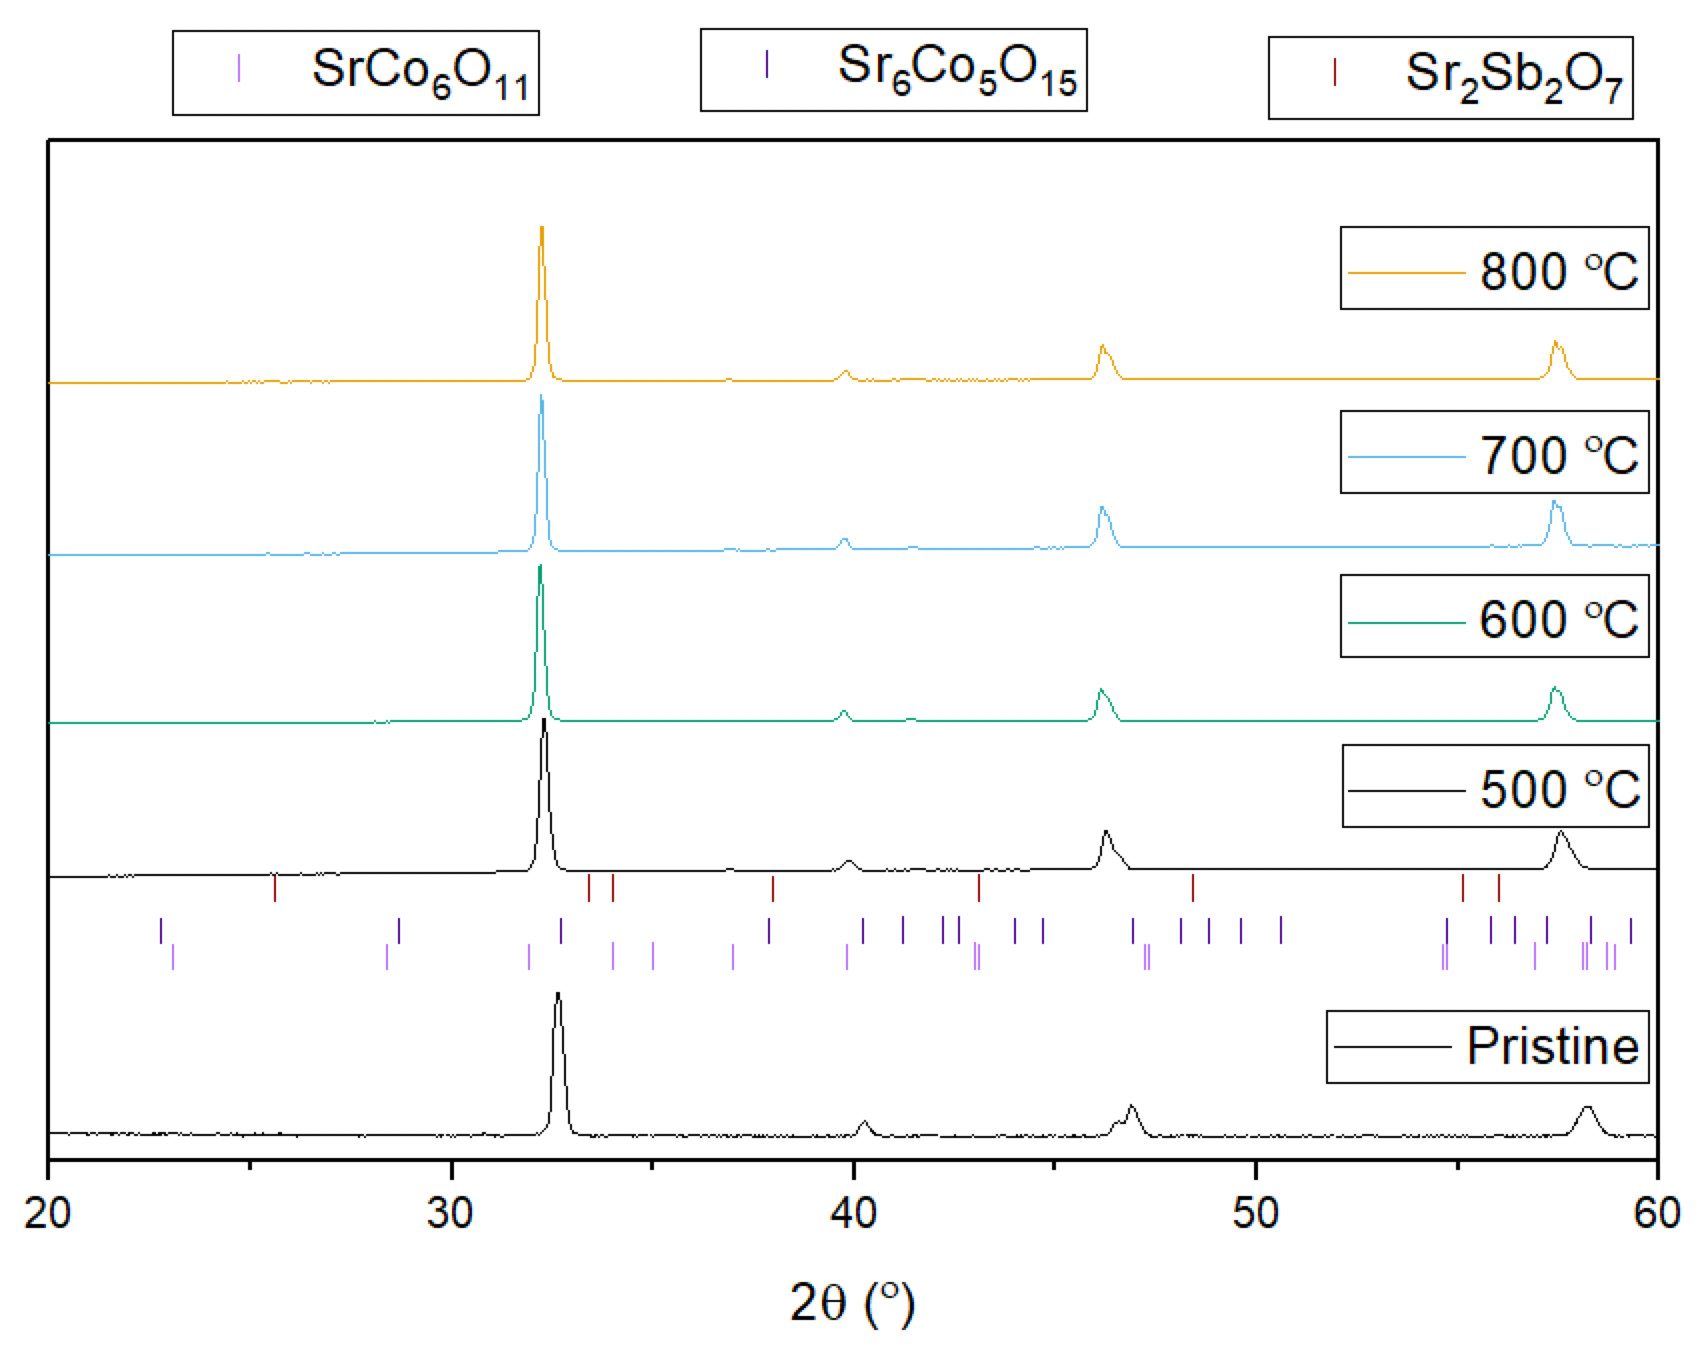 SrCo₆O₁₁
Sr₆Co₅O₁₅
Sr₂Sb₂O₇
800 °C
700 °C
600 °C
500 °C
Pristine
20 30 40 50 60
2θ (°)